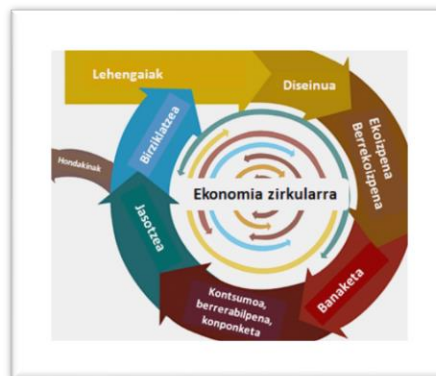 Lehengaiak
Diseinua
Ekoizpena
Berrekoizpena
Banaketa
Kontsumoa,
berrerabilpena,
konponketa
Jasotzea
Birziklatzea
Hondakinak
Ekonomia zirkularra